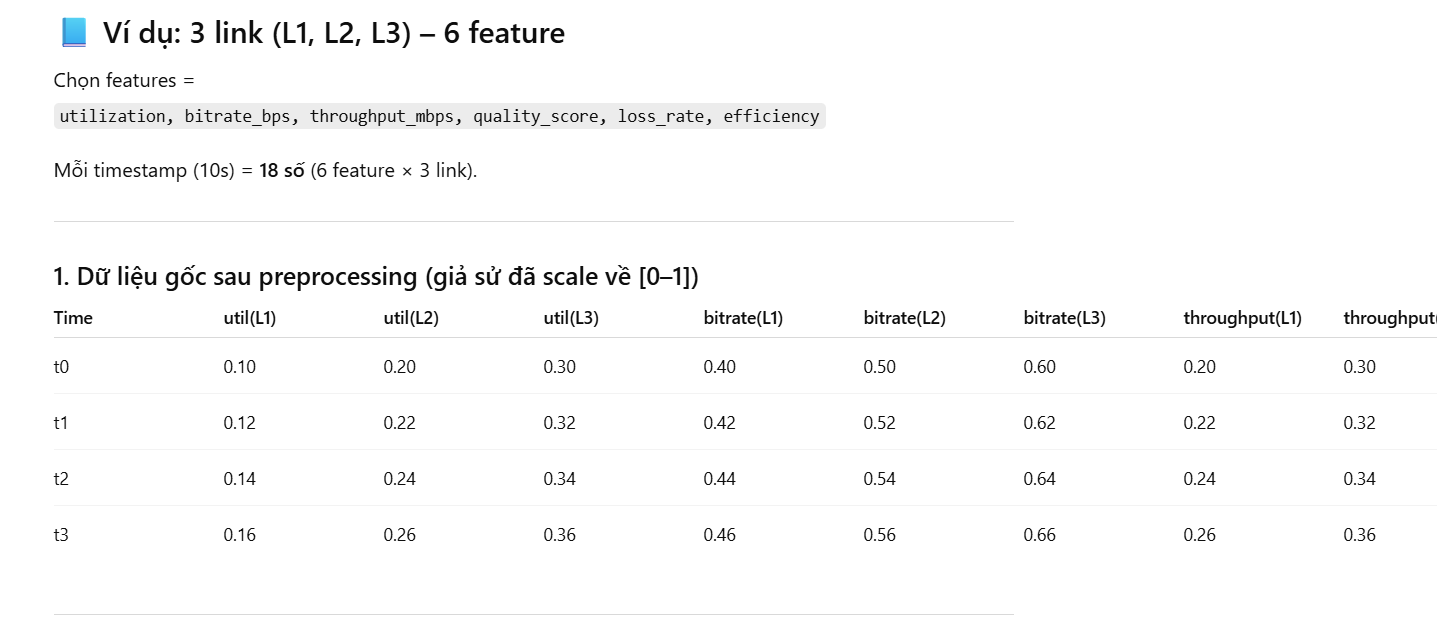 📘 Ví dụ: 3 link (L1, L2, L3) – 6 feature
Chọn features =
utilization, bitrate_bps, throughput_mbps, quality_score, loss_rate, efficiency
Mỗi timestamp (10s) = 18 số (6 feature × 3 link).
1. Dữ liệu gốc sau preprocessing (giả sử đã scale về [0–1])
Time util(L1) util(L2) util(L3) bitrate(L1) bitrate(L2) bitrate(L3) throughput(L1) throughput(
t0 0.10 0.20 0.30 0.40 0.50 0.60 0.20 0.30
t1 0.12 0.22 0.32 0.42 0.52 0.62 0.22 0.32
t2 0.14 0.24 0.34 0.44 0.54 0.64 0.24 0.34
t3 0.16 0.26 0.36 0.46 0.56 0.66 0.26 0.36